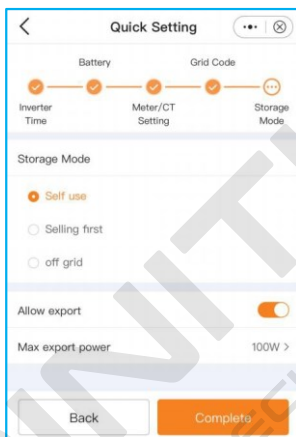 Quick Setting
Battery Grid Code
Inverter Time Meter/CT Setting Storage Mode
Storage Mode
Self use
Selling first
off grid
Allow export
Max export power 100W >
Back Complete